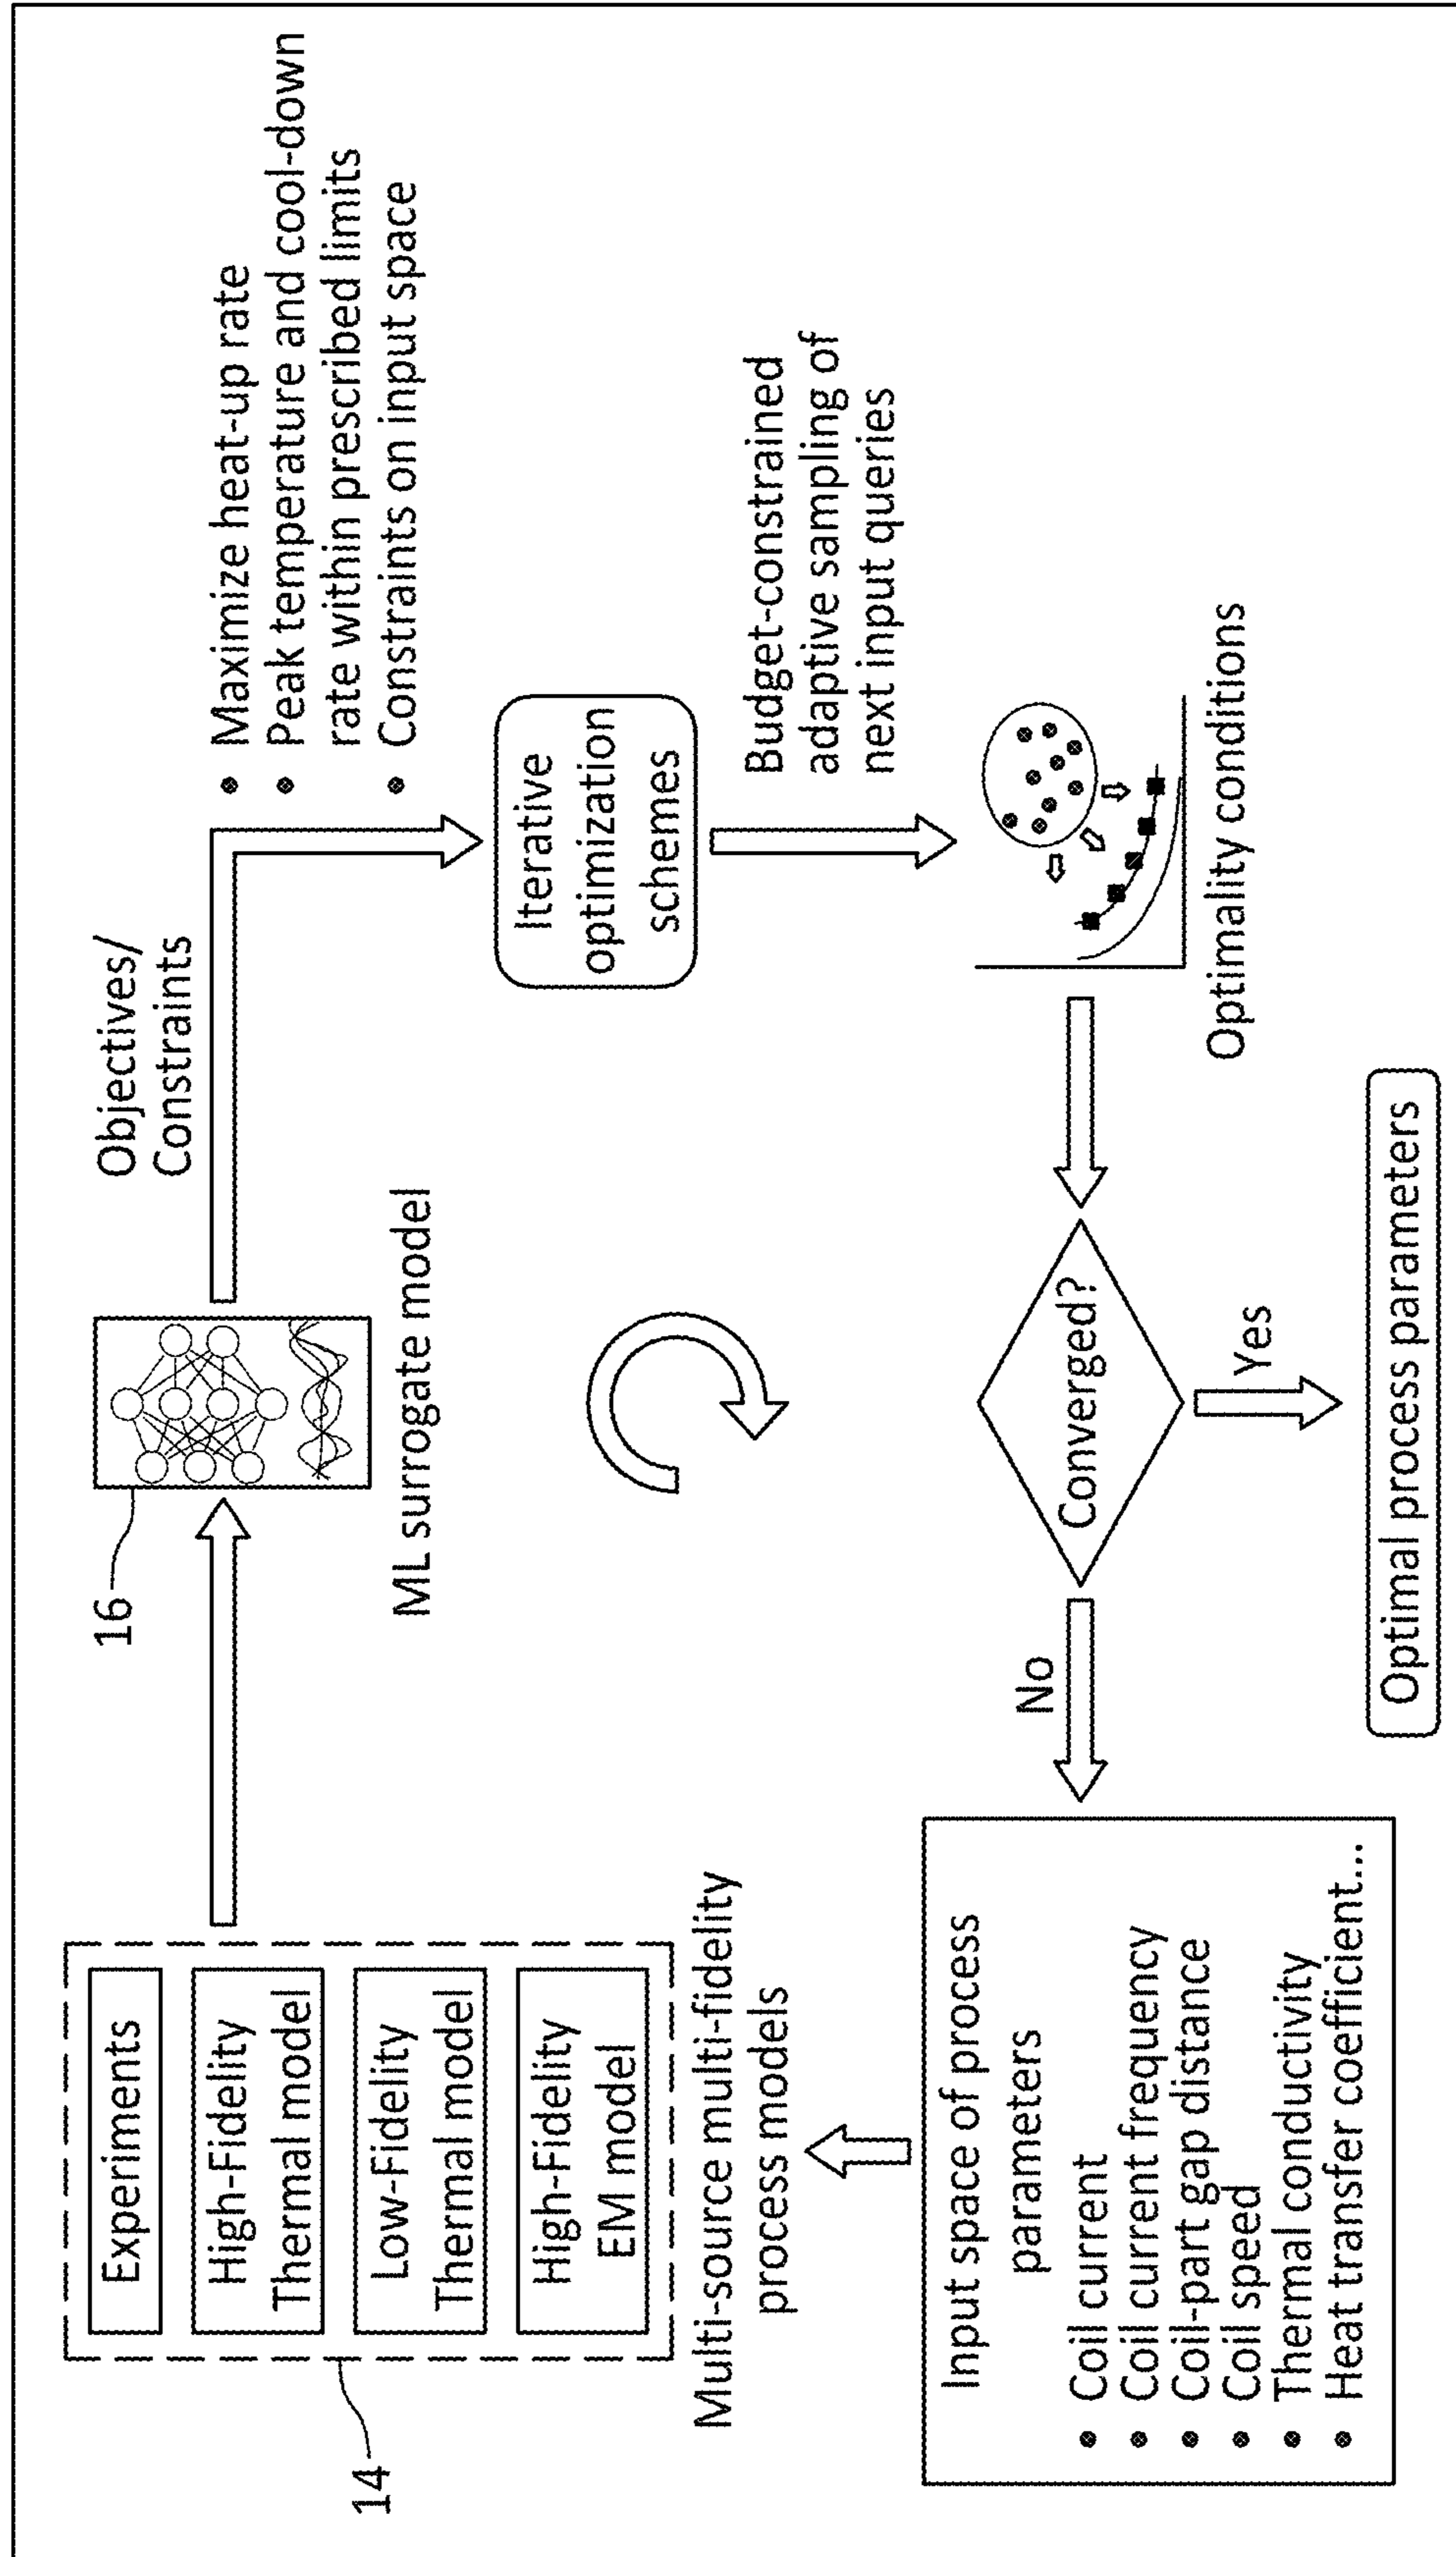 14
Experiments
High-Fidelity
Thermal model
Low-Fidelity
Thermal model
High-Fidelity
EM model
Multi-source multi-fidelity
process models
16
ML surrogate model
Objectives/
Constraints
• Maximize heat-up rate
• Peak temperature and cool-down
rate within prescribed limits
• Constraints on input space
Iterative
optimization
schemes
Budget-constrained
adaptive sampling of
next input queries
Optimality conditions
Converged?
Yes
Optimal process parameters
No
Input space of process
parameters
• Coil current
• Coil current frequency
• Coil-part gap distance
• Coil speed
• Thermal conductivity
• Heat transfer coefficient...